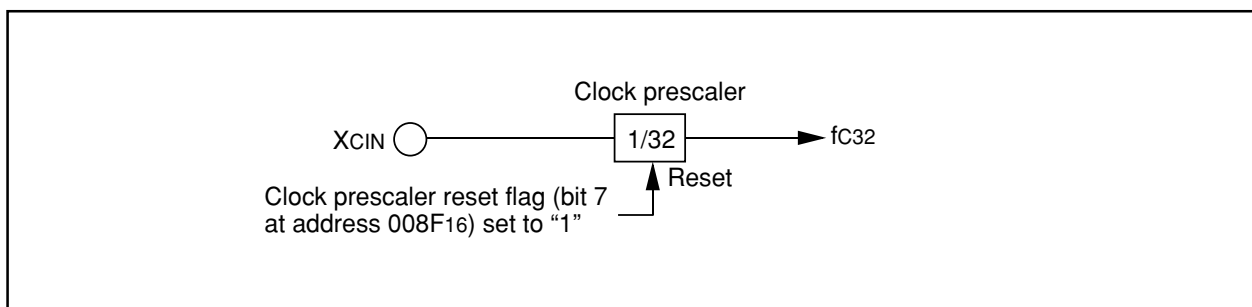 Clock prescaler
XCIN
1/32
fC32
Reset
Clock prescaler reset flag (bit 7
at address 008F16) set to “1”